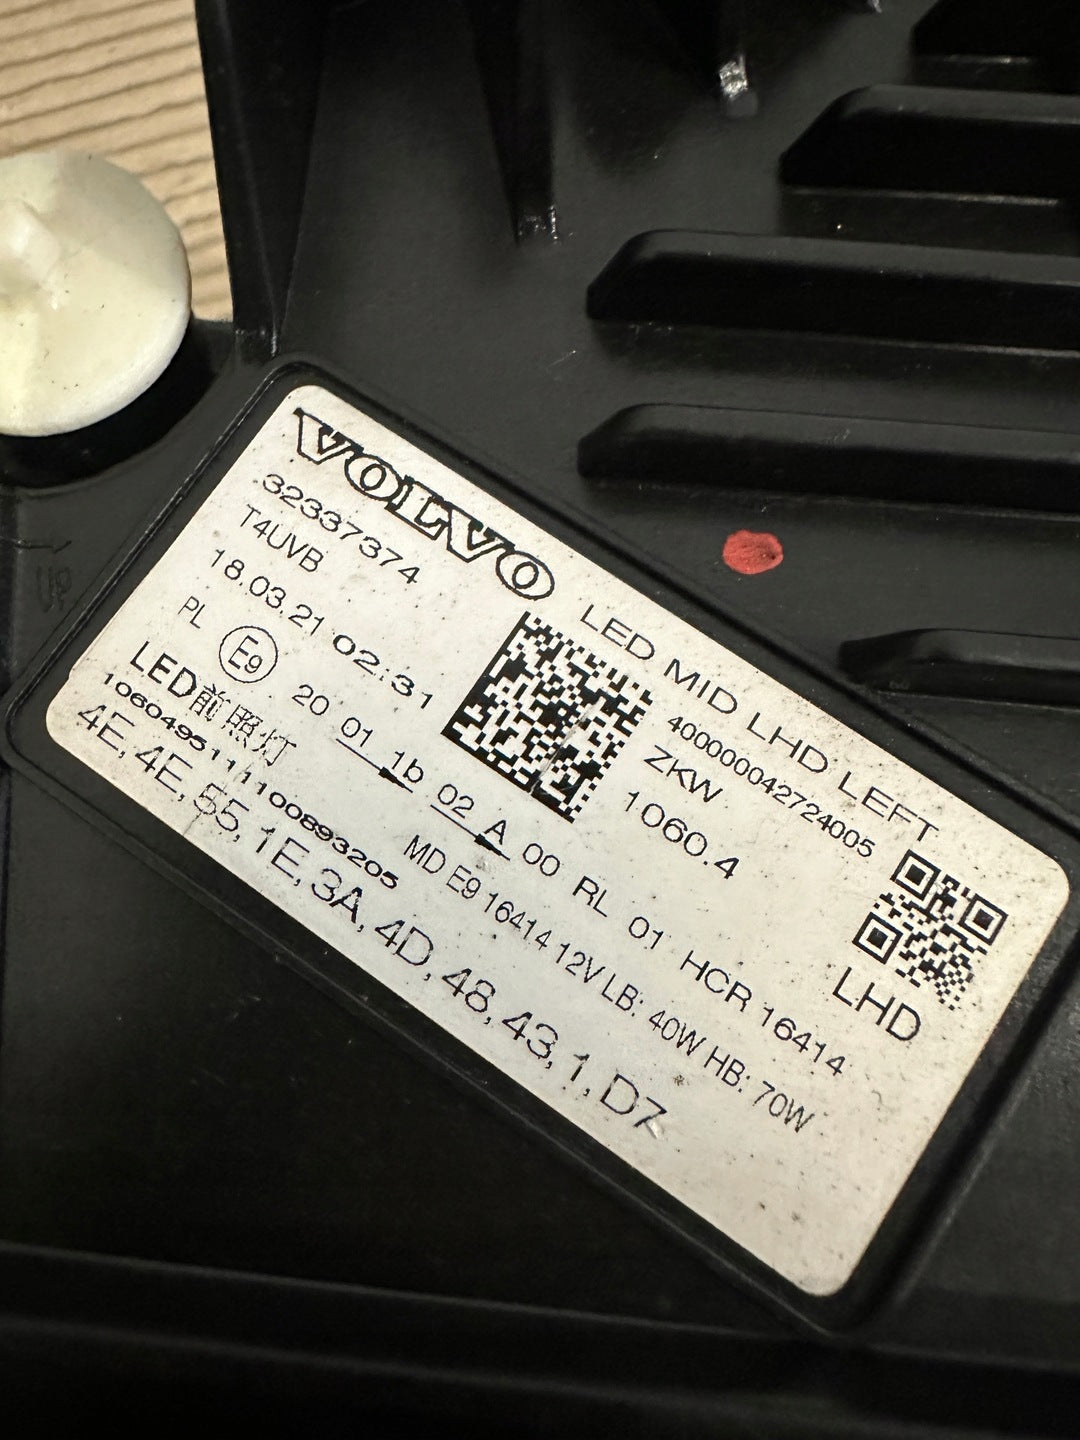 VOLVO
LED MID LHD LEFT
32337374
400000042724005
T4UVB
ZKW
18.03.21 02:31
1060.4
PL E9 20 01 1b 02 A 00 RL 01 HCR 16414
LHD
LED前照灯
MD E9 16414 12V LB: 40W HB: 70W
10604951111100893205
4E, 4E, 55, 1E, 3A, 4D, 48, 43, 1, D7
UP